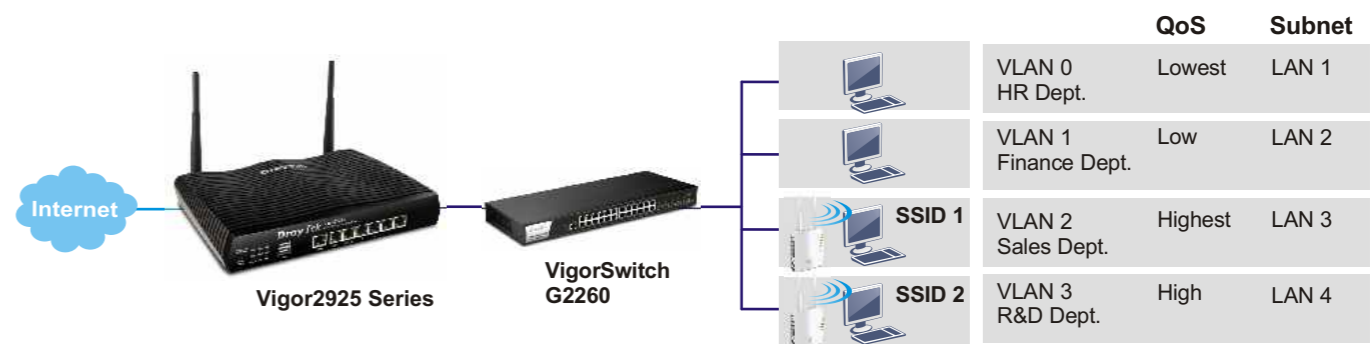 QoS Subnet
VLAN 0 Lowest LAN 1
HR Dept.
VLAN 1 Low LAN 2
Finance Dept.
Internet
DrayTek
SSID 1
VLAN 2 Highest LAN 3
Sales Dept.
VigorSwitch
G2260
Vigor2925 Series
SSID 2
VLAN 3 High LAN 4
R&D Dept.